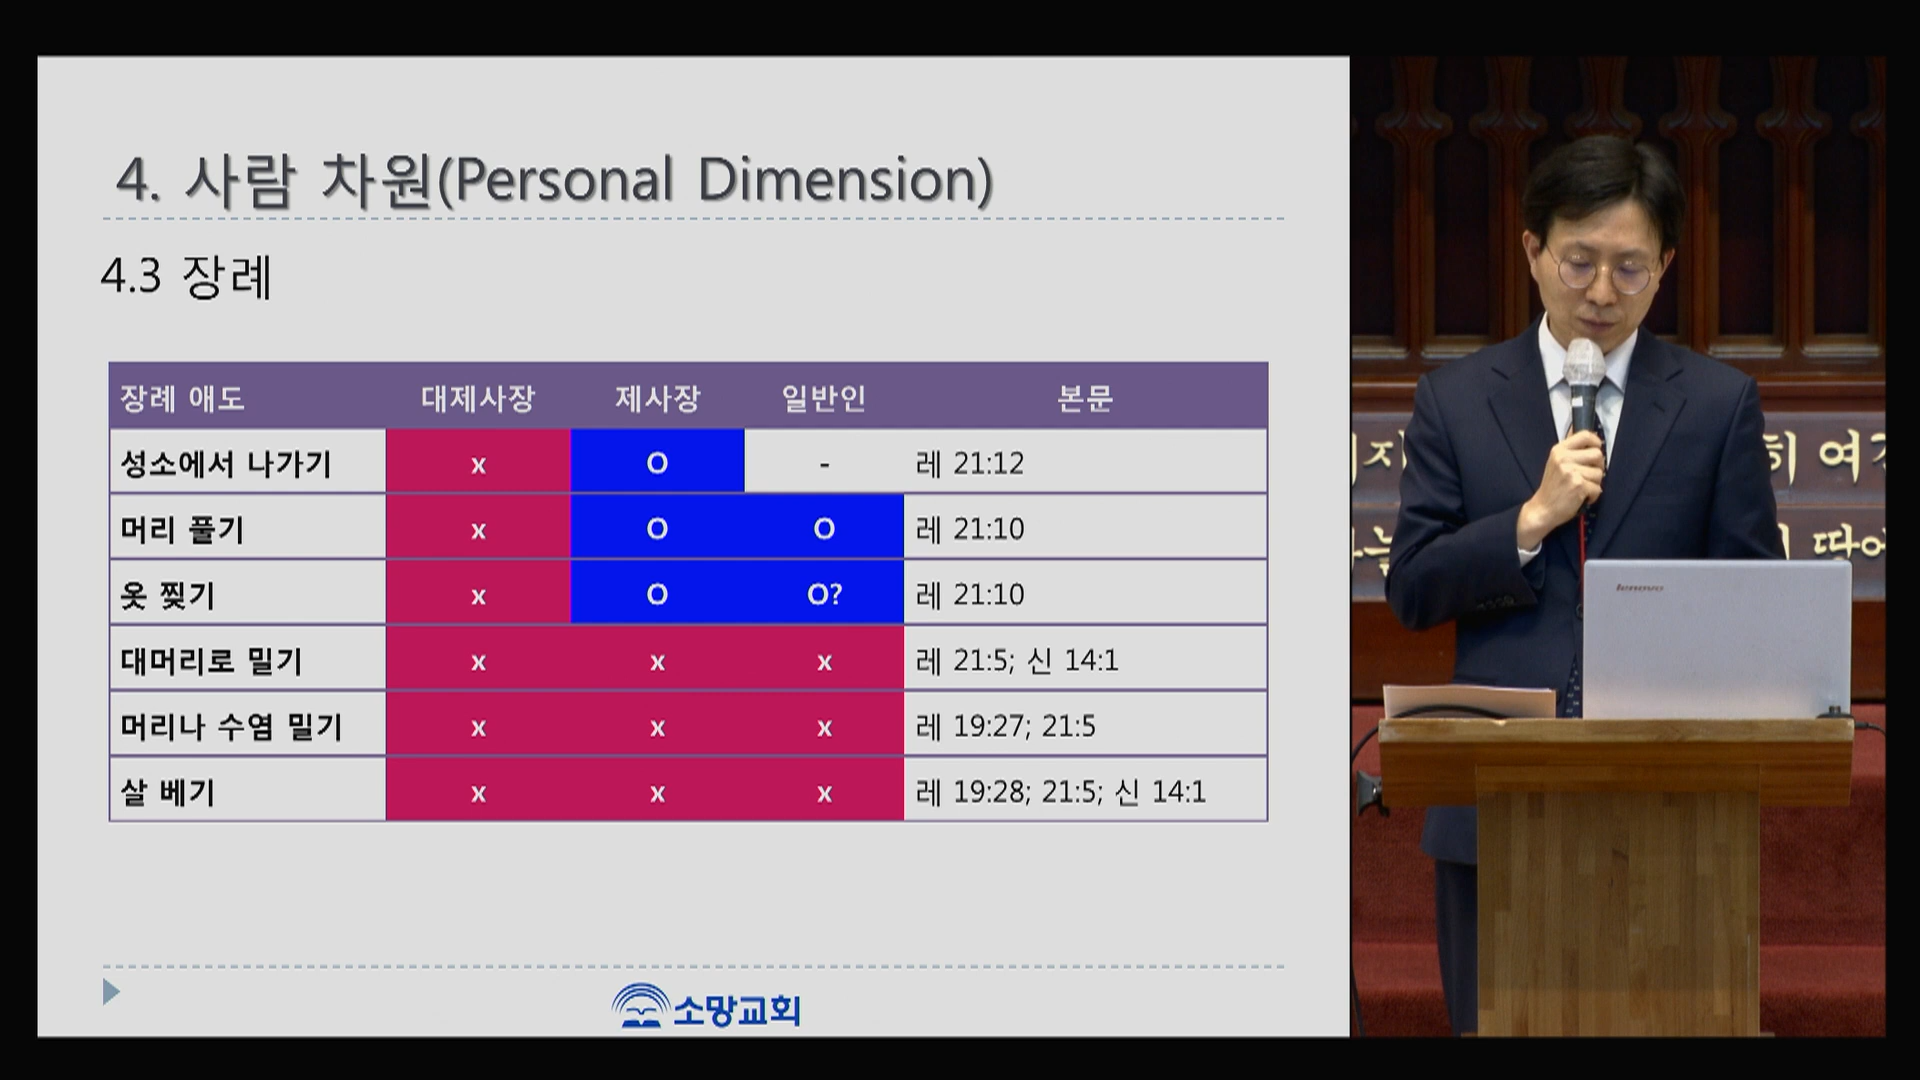 4. 사람 차원(Personal Dimension)
4.3 장례
장례 애도 대제사장 제사장 일반인 본문
성소에서 나가기 x O - 레 21:12
머리 풀기 x O O 레 21:10
옷 찢기 x O O? 레 21:10
대머리로 밀기 x x x 레 21:5; 신 14:1
머리나 수염 밀기 x x x 레 19:27; 21:5
살 베기 x x x 레 19:28; 21:5; 신 14:1
소망교회
히 여
땅에
lenovo